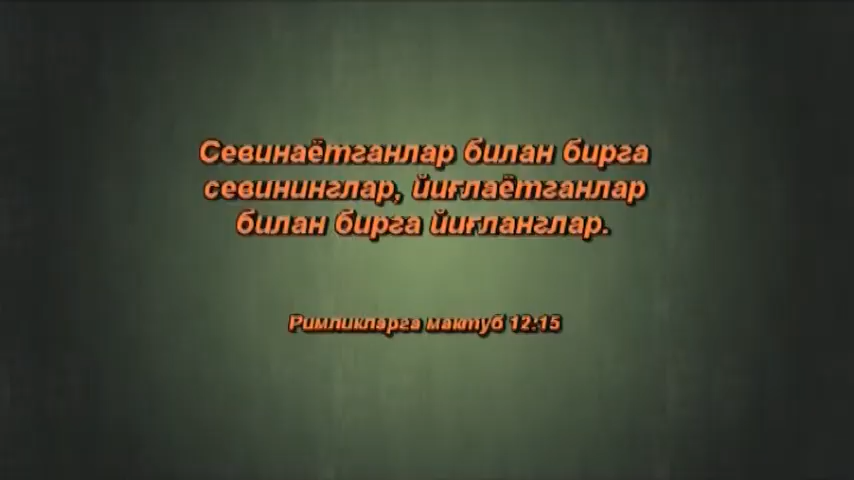 Севинаётганлар билан бирга
севининглар, йиғлаётганлар
билан бирга йиғланглар.
Римликларга мактуб 12:15